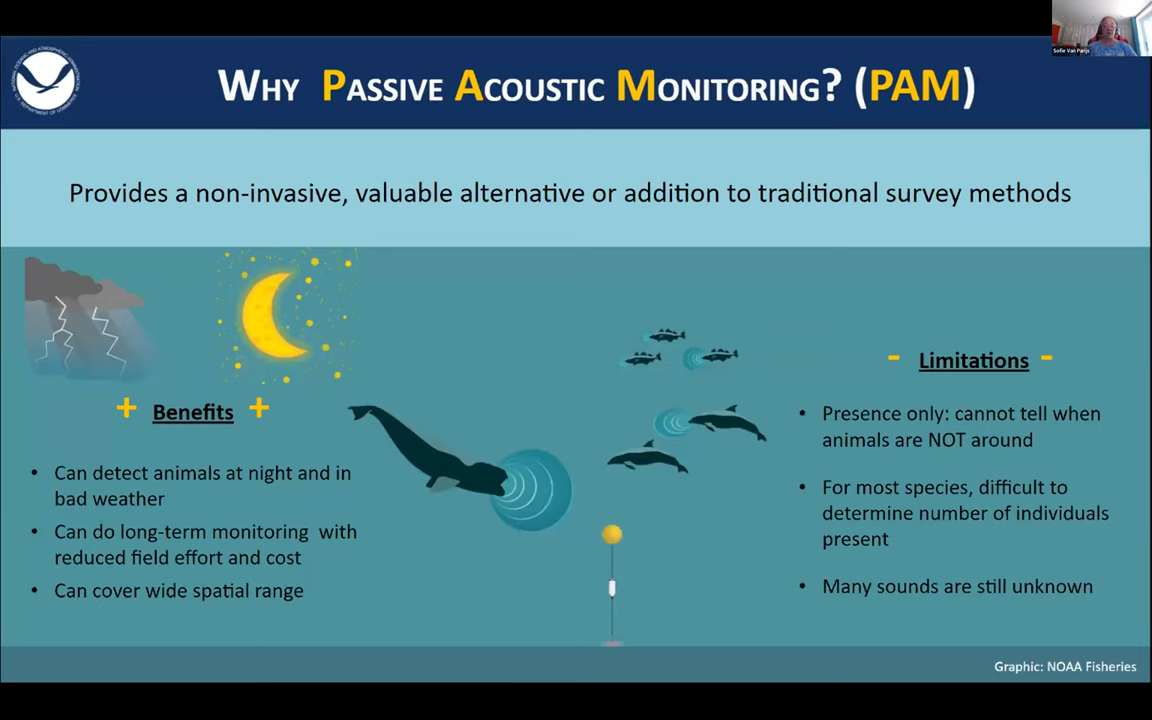 Sofie Van Parijs
WHY PASSIVE ACOUSTIC MONITORING? (PAM)
Provides a non-invasive, valuable alternative or addition to traditional survey methods
+ Benefits +
• Can detect animals at night and in
bad weather
• Can do long-term monitoring with
reduced field effort and cost
• Can cover wide spatial range
- Limitations -
• Presence only: cannot tell when
animals are NOT around
• For most species, difficult to
determine number of individuals
present
• Many sounds are still unknown
Graphic: NOAA Fisheries